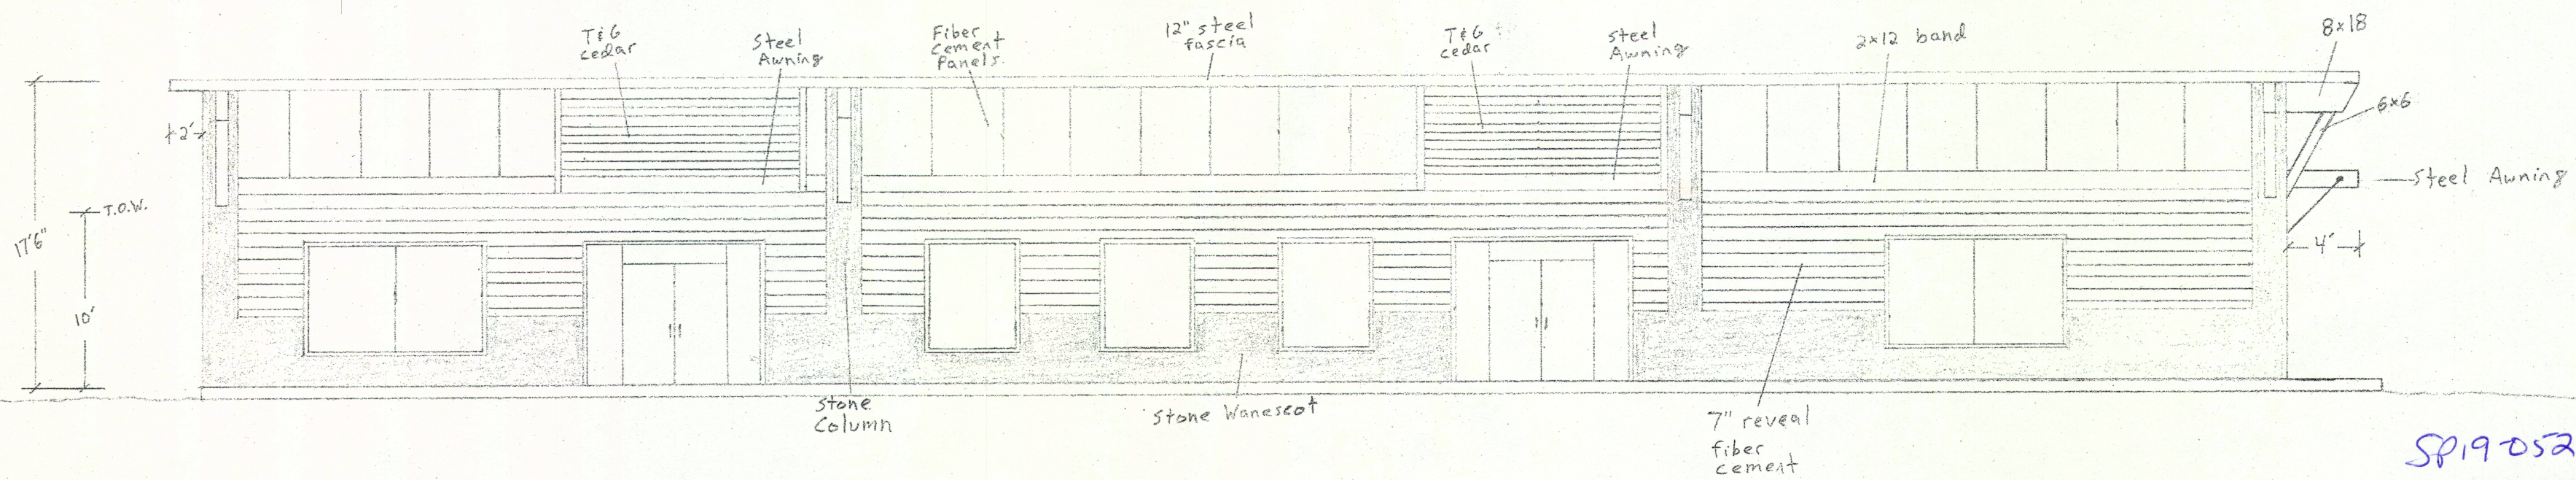 T&G
cedar
Steel
Awning
Fiber
Cement
Panels.
12" steel
fascia
T&G
cedar
Steel
Awning
2x12 band
8x18
6x6
2'
T.O.W.
17'6"
10'
Steel Awning
4'
Stone
Column
Stone Wanescot
7" reveal
fiber
cement
SP19-052